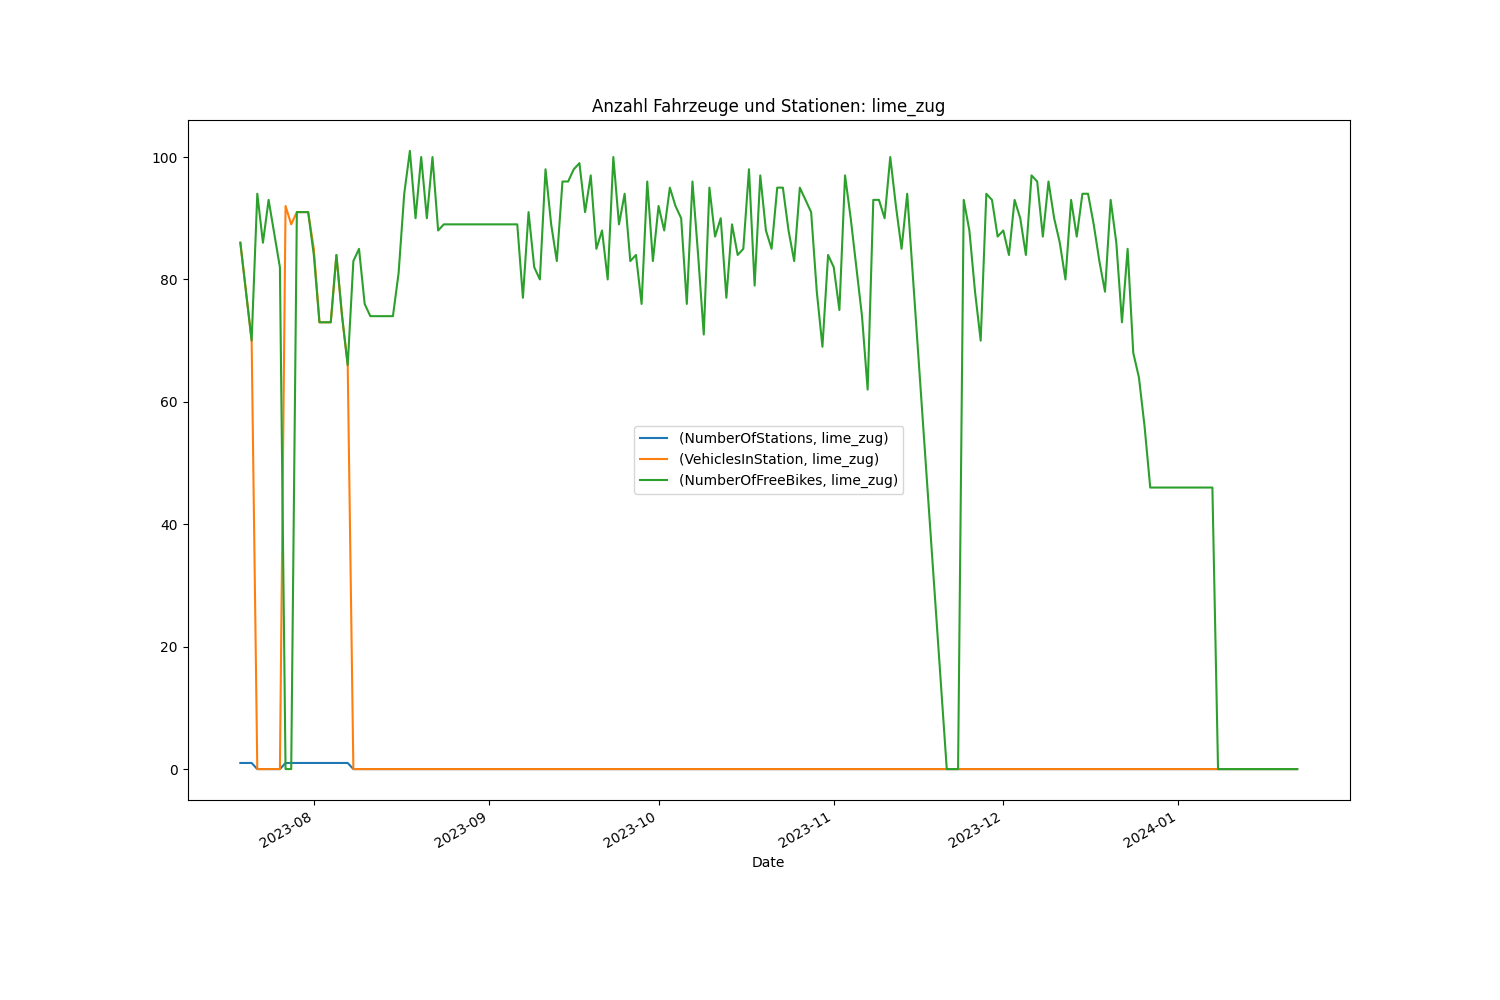 Anzahl Fahrzeuge und Stationen: lime_zug
100
80
60
40
20
0
(NumberOfStations, lime_zug)
(VehiclesInStation, lime_zug)
(NumberOfFreeBikes, lime_zug)
2023-08
2023-09
2023-10
2023-11
2023-12
2024-01
Date